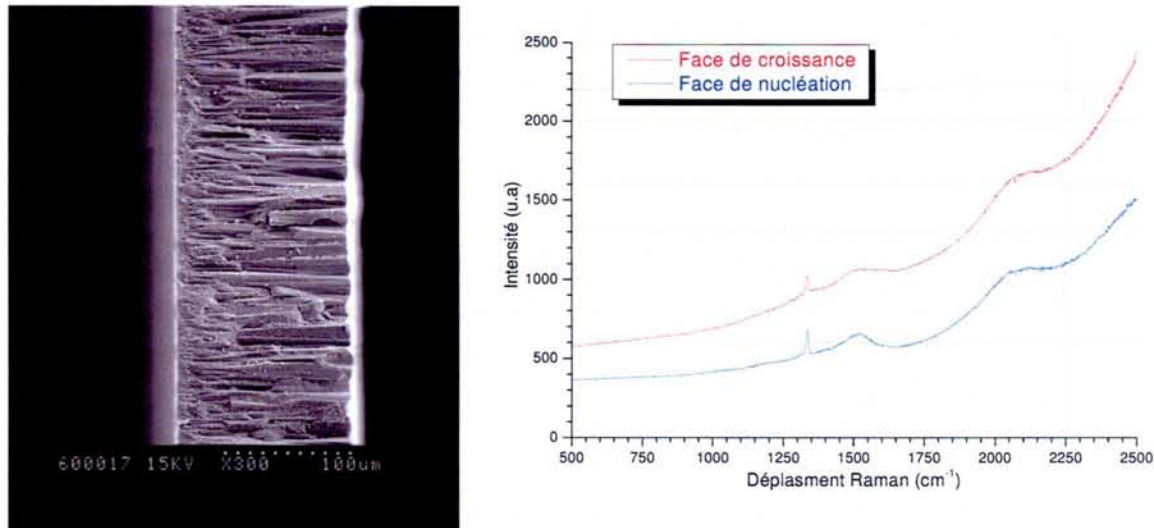 600017 15KV X300 100um
2500
2000
1500
1000
500
0
Intensité (u.a)
Face de croissance
Face de nucléation
500 750 1000 1250 1500 1750 2000 2250 2500
Déplasment Raman (cm⁻¹)